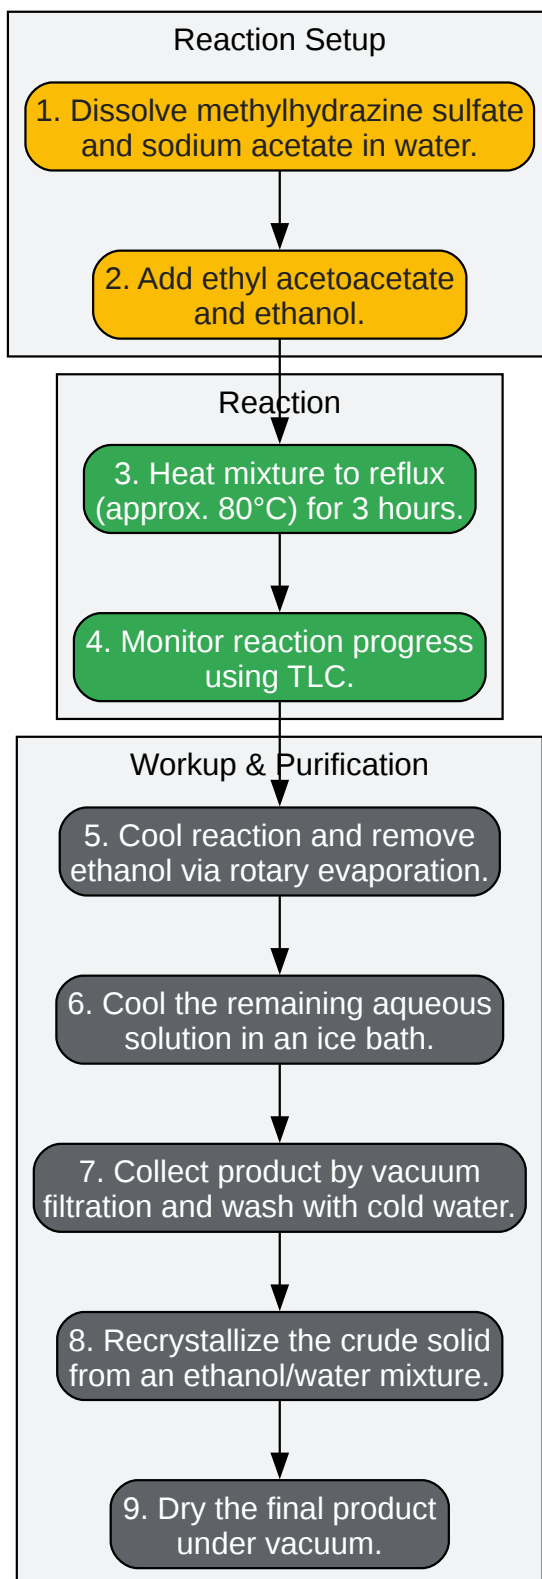 Reaction Setup
1. Dissolve methylhydrazine sulfate
and sodium acetate in water.
2. Add ethyl acetoacetate
and ethanol.
Reaction
3. Heat mixture to reflux
(approx. 80°C) for 3 hours.
4. Monitor reaction progress
using TLC.
Workup & Purification
5. Cool reaction and remove
ethanol via rotary evaporation.
6. Cool the remaining aqueous
solution in an ice bath.
7. Collect product by vacuum
filtration and wash with cold water.
8. Recrystallize the crude solid
from an ethanol/water mixture.
9. Dry the final product
under vacuum.